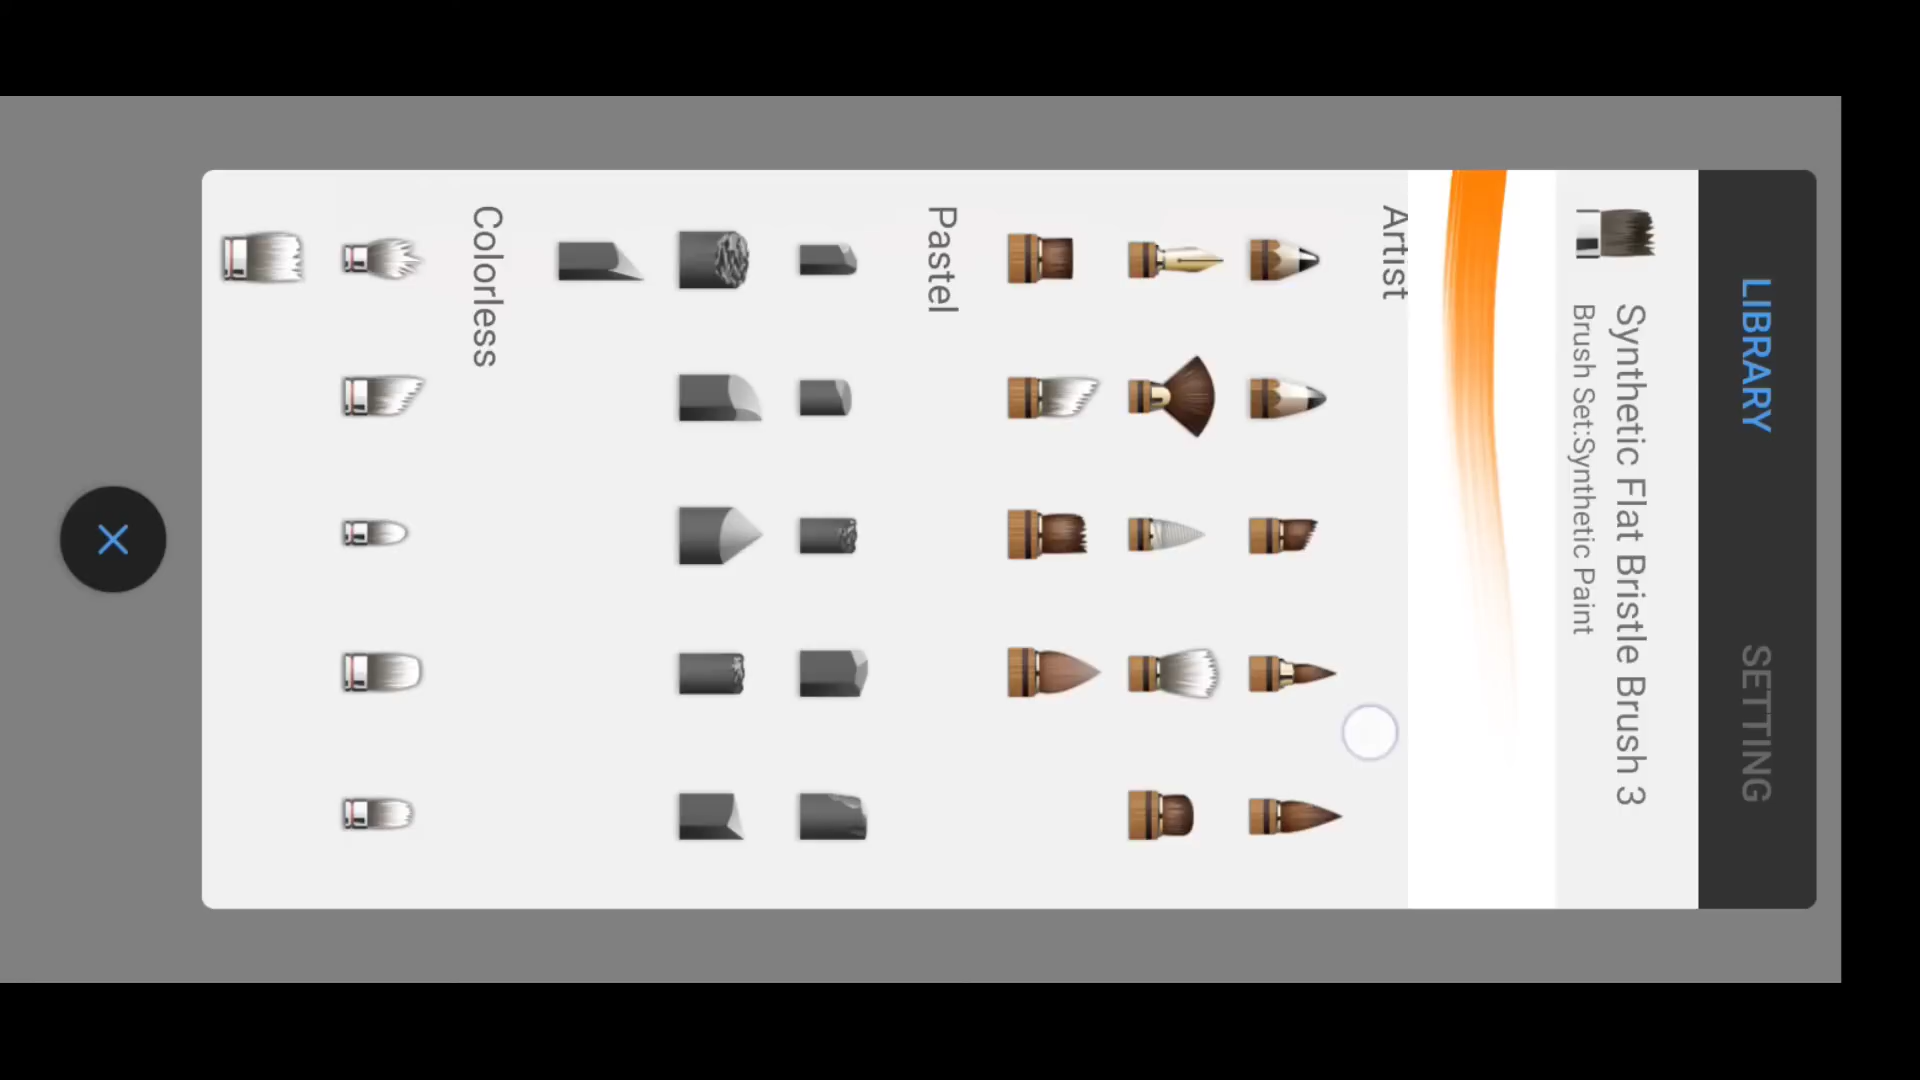 LIBRARY
SETTING
Synthetic Flat Bristle Brush 3
Brush Set:Synthetic Paint
Artist
Pastel
Colorless